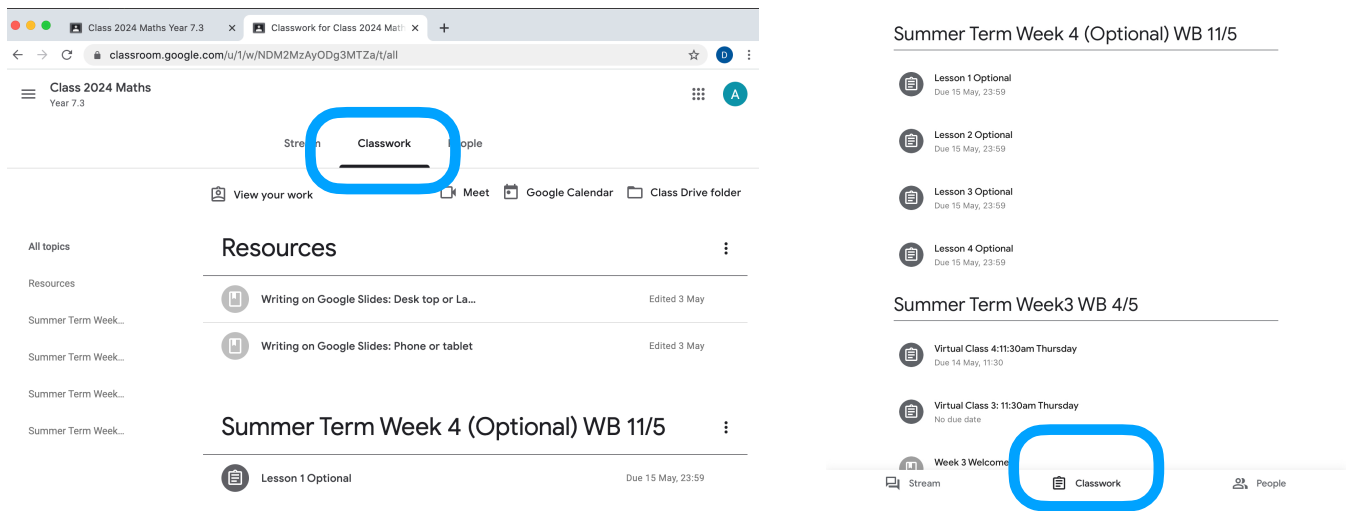 Class 2024 Maths Year 7.3
Classwork for Class 2024 Math
classroom.google.com/u/1/w/NDM2MzAyODg3MTZa/t/all
D
Class 2024 Maths
Year 7.3
A
Stream
Classwork
People
View your work
Meet
Google Calendar
Class Drive folder
All topics
Resources
Summer Term Week...
Summer Term Week...
Summer Term Week...
Summer Term Week...
Resources
Writing on Google Slides: Desk top or La...
Edited 3 May
Writing on Google Slides: Phone or tablet
Edited 3 May
Summer Term Week 4 (Optional) WB 11/5
Lesson 1 Optional
Due 15 May, 23:59
Summer Term Week 4 (Optional) WB 11/5
Lesson 1 Optional
Due 15 May, 23:59
Lesson 2 Optional
Due 15 May, 23:59
Lesson 3 Optional
Due 15 May, 23:59
Lesson 4 Optional
Due 15 May, 23:59
Summer Term Week3 WB 4/5
Virtual Class 4:11:30am Thursday
Due 14 May, 11:30
Virtual Class 3: 11:30am Thursday
No due date
Week 3 Welcome
Stream
Classwork
People